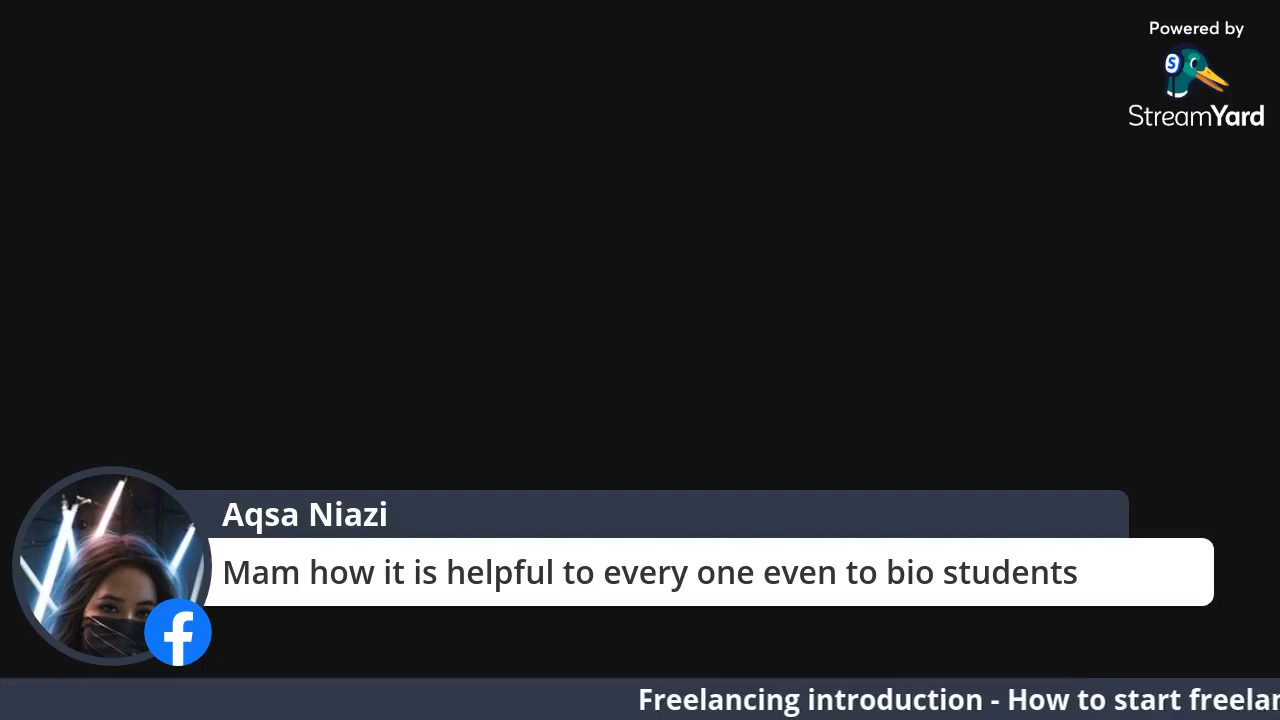 Powered by
S
StreamYard
Aqsa Niazi
Mam how it is helpful to every one even to bio students
Freelancing introduction - How to start